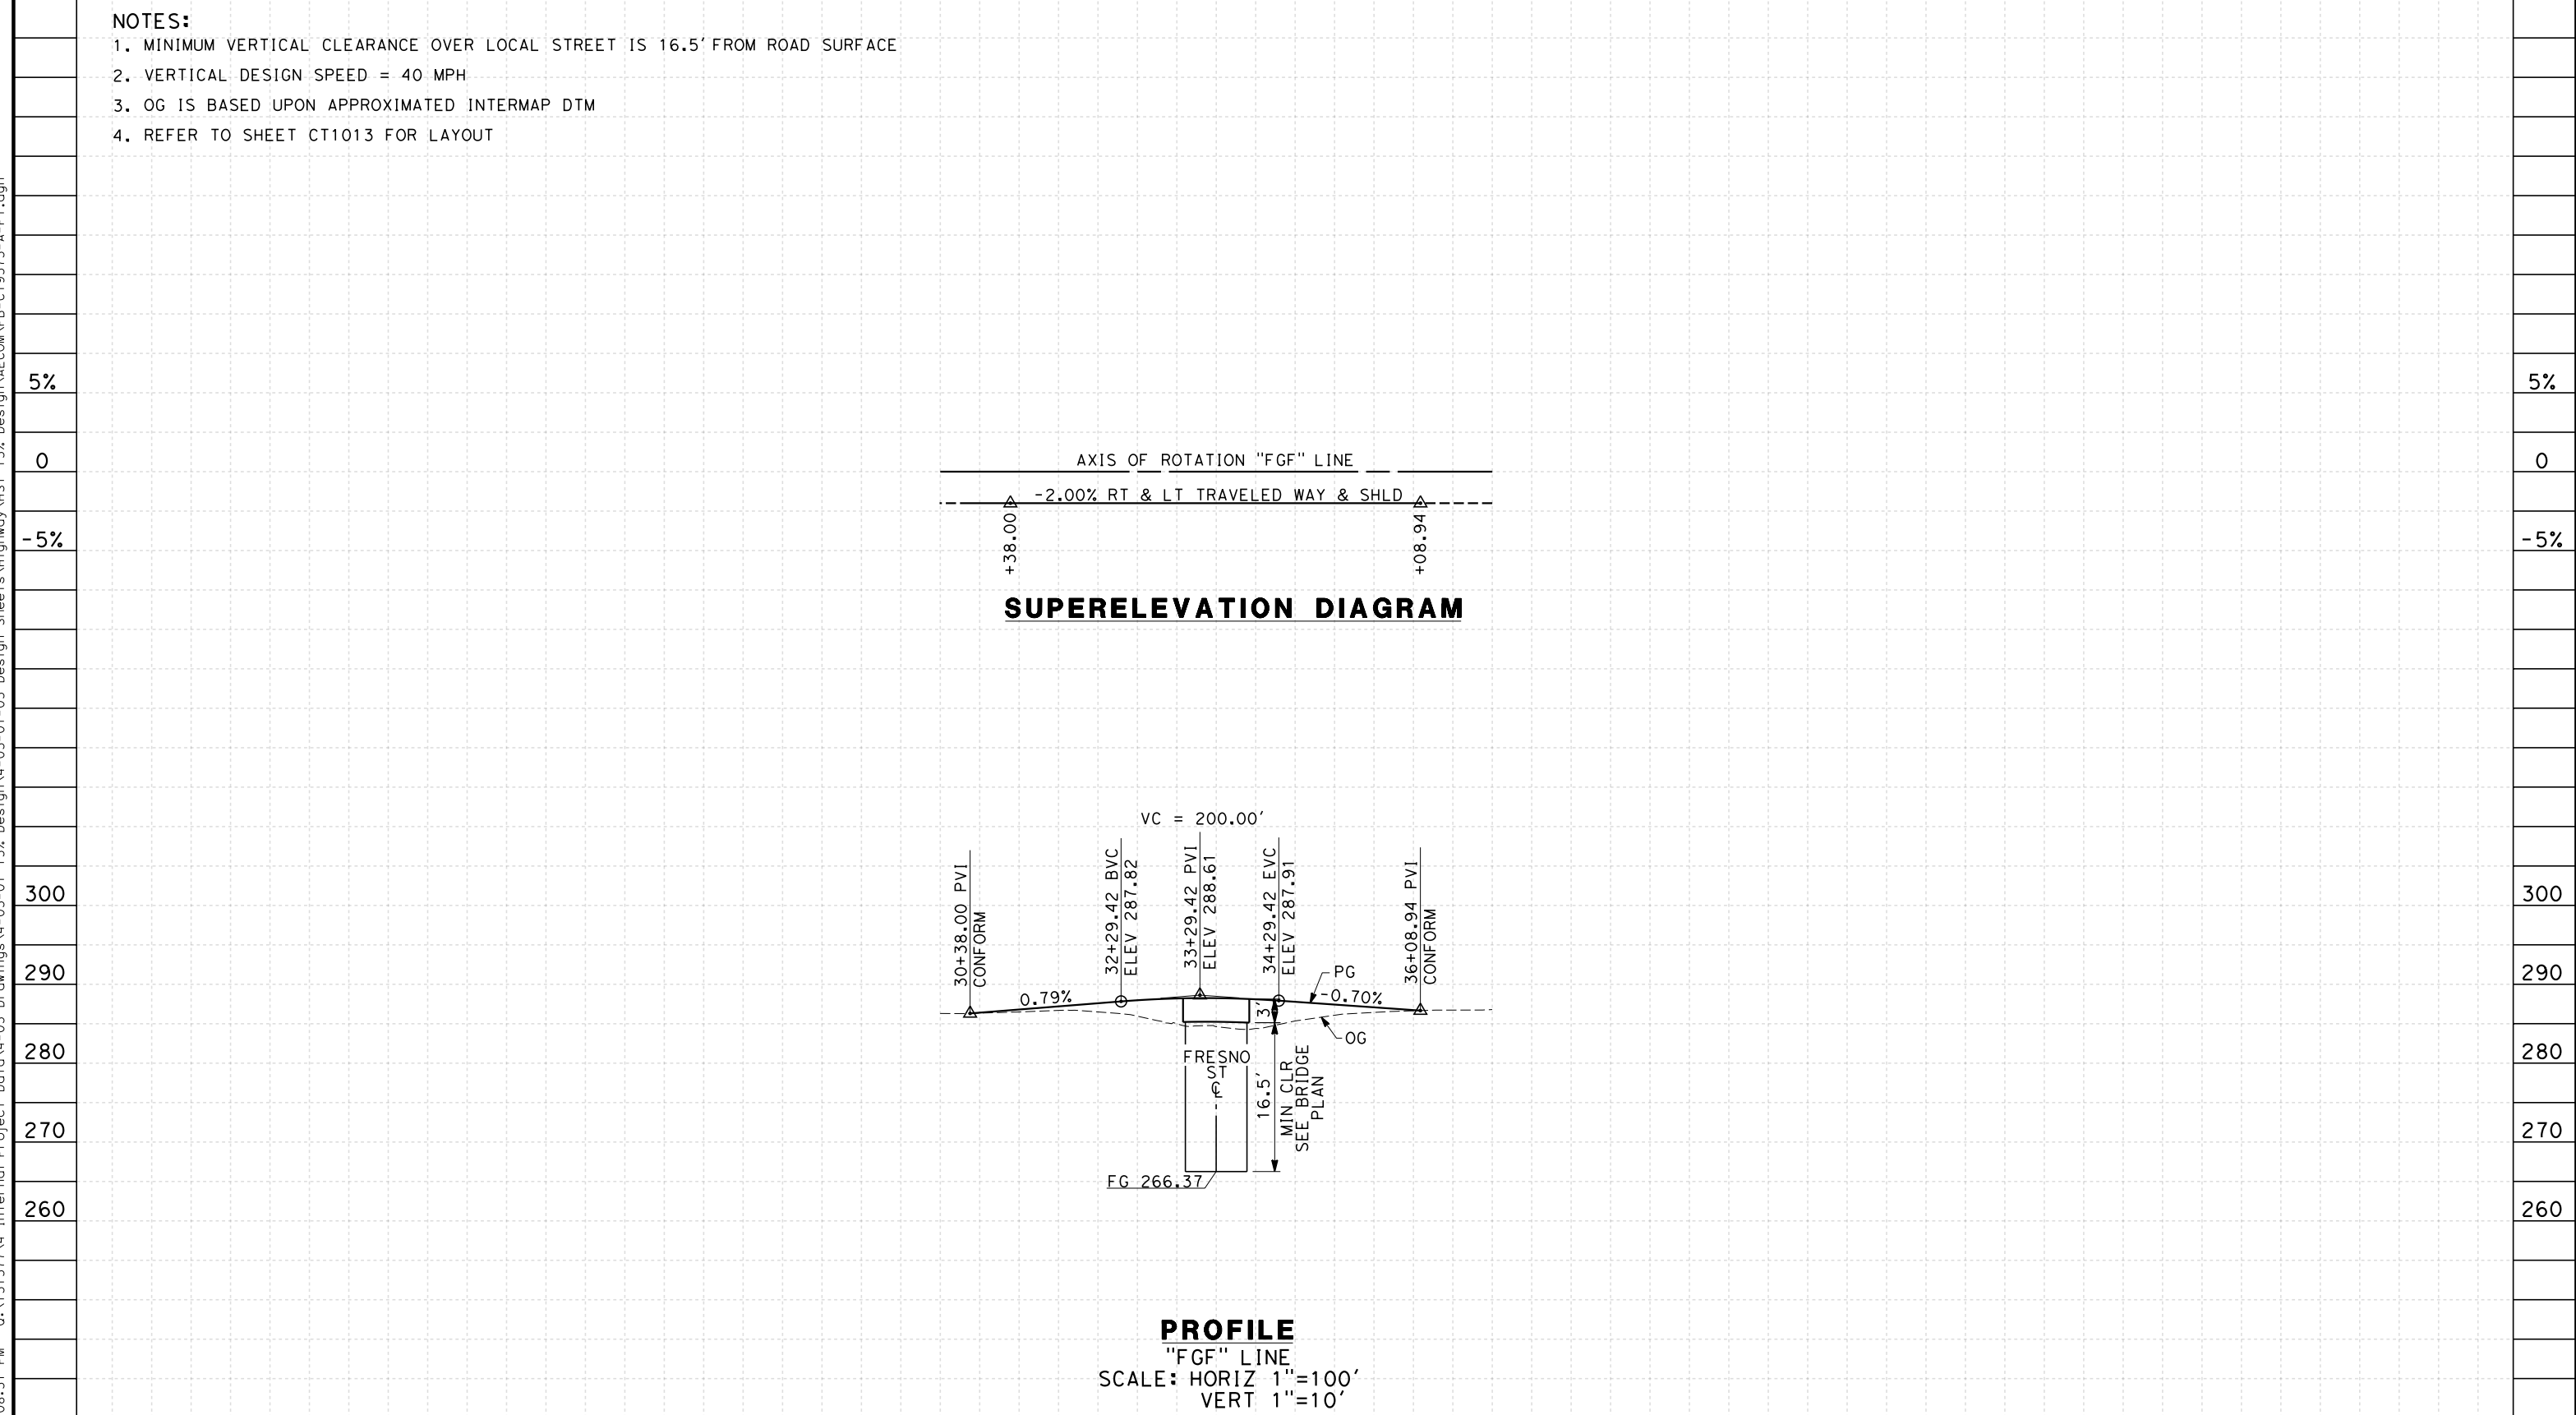 NOTES:
1. MINIMUM VERTICAL CLEARANCE OVER LOCAL STREET IS 16.5' FROM ROAD SURFACE
2. VERTICAL DESIGN SPEED = 40 MPH
3. OG IS BASED UPON APPROXIMATED INTERMAP DTM
4. REFER TO SHEET CT1013 FOR LAYOUT
5% 5%
0 0
-5% -5%
AXIS OF ROTATION "FGF" LINE
-2.00% RT & LT TRAVELED WAY & SHLD
+38.00
+08.94
SUPERELEVATION DIAGRAM
VC = 200.00'
30+38.00 PVI
CONFORM
32+29.42 BVC
ELEV 287.82
33+29.42 PVI
ELEV 288.61
34+29.42 EVC
ELEV 287.91
36+08.94 PVI
CONFORM
300 300
290 290
280 280
270 270
260 260
0.79%
PG
-0.70%
3'
OG
FRESNO
ST
℄
16.5'
MIN CLR
SEE BRIDGE
PLAN
FG 266.37
PROFILE
"FGF" LINE
SCALE: HORIZ 1"=100'
VERT 1"=10'